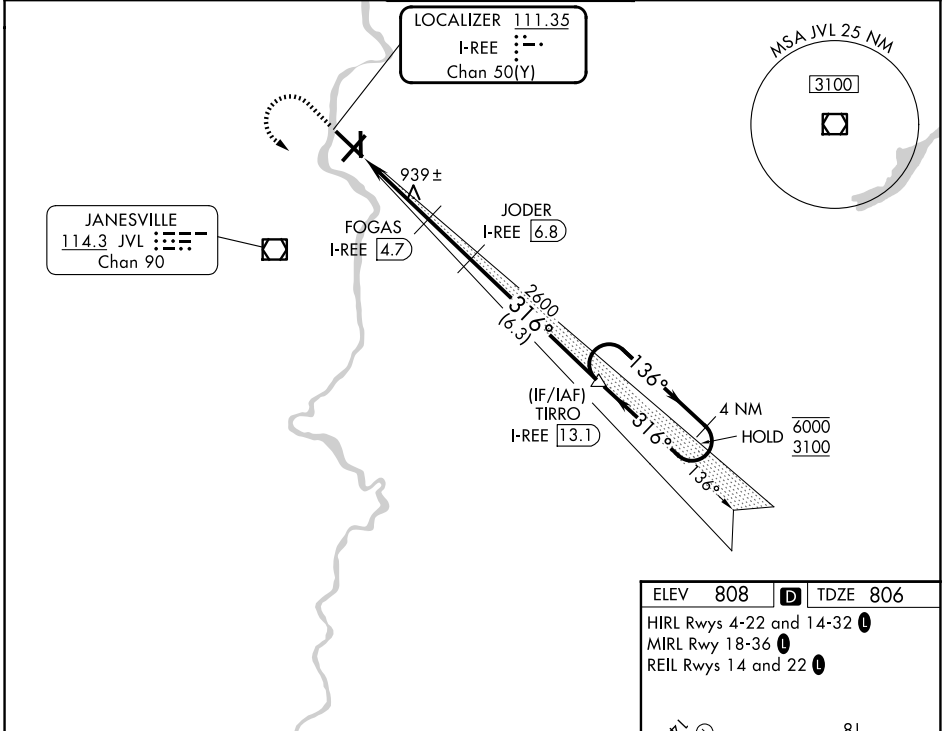 LOCALIZER 111.35
I-REE
Chan 50(Y)
MSA JVL 25 NM
3100
939±
JANESVILLE
114.3 JVL
Chan 90
FOGAS
I-REE 4.7
JODER
I-REE 6.8
2600
316°
(6.3)
136°
(IF/IAF)
TIRRO
I-REE 13.1
4 NM
HOLD 6000
3100
316°
136°
ELEV 808 D TDZE 806
HIRL Rwys 4-22 and 14-32 L
MIRL Rwy 18-36 L
REIL Rwys 14 and 22 L